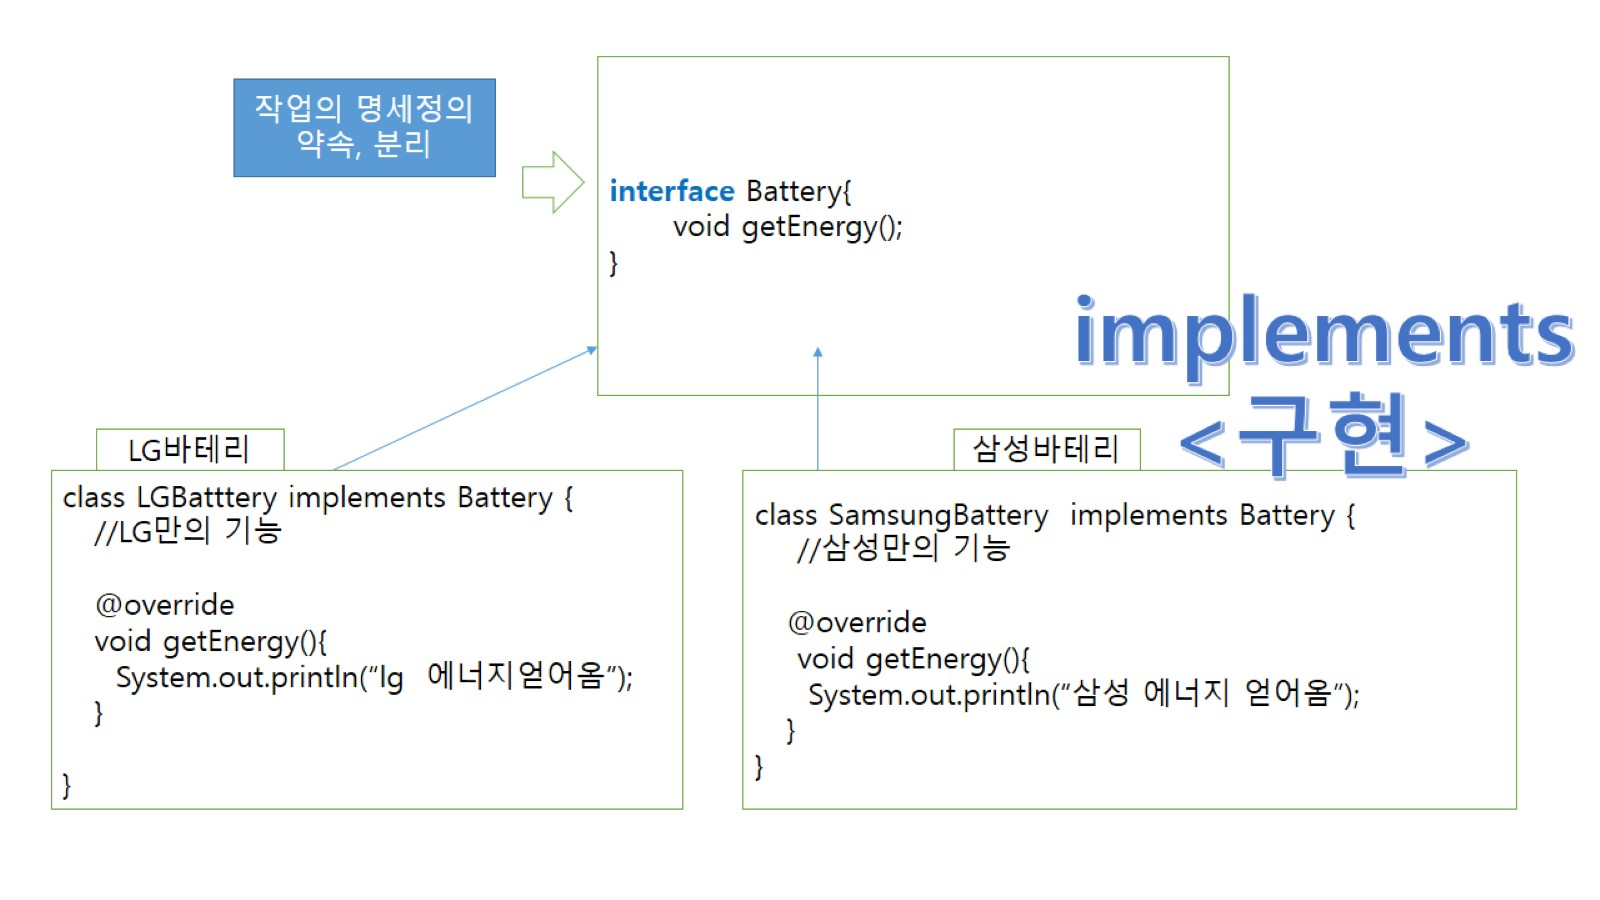 작업의 명세정의
약속, 분리
interface Battery{
void getEnergy();
}
implements
<구현>
LG바테리
class LGBatttery implements Battery {
//LG만의 기능
@override
void getEnergy(){
System.out.println(“lg 에너지얻어옴”);
}
}
삼성바테리
class SamsungBattery implements Battery {
//삼성만의 기능
@override
void getEnergy(){
System.out.println(”삼성 에너지 얻어옴”);
}
}